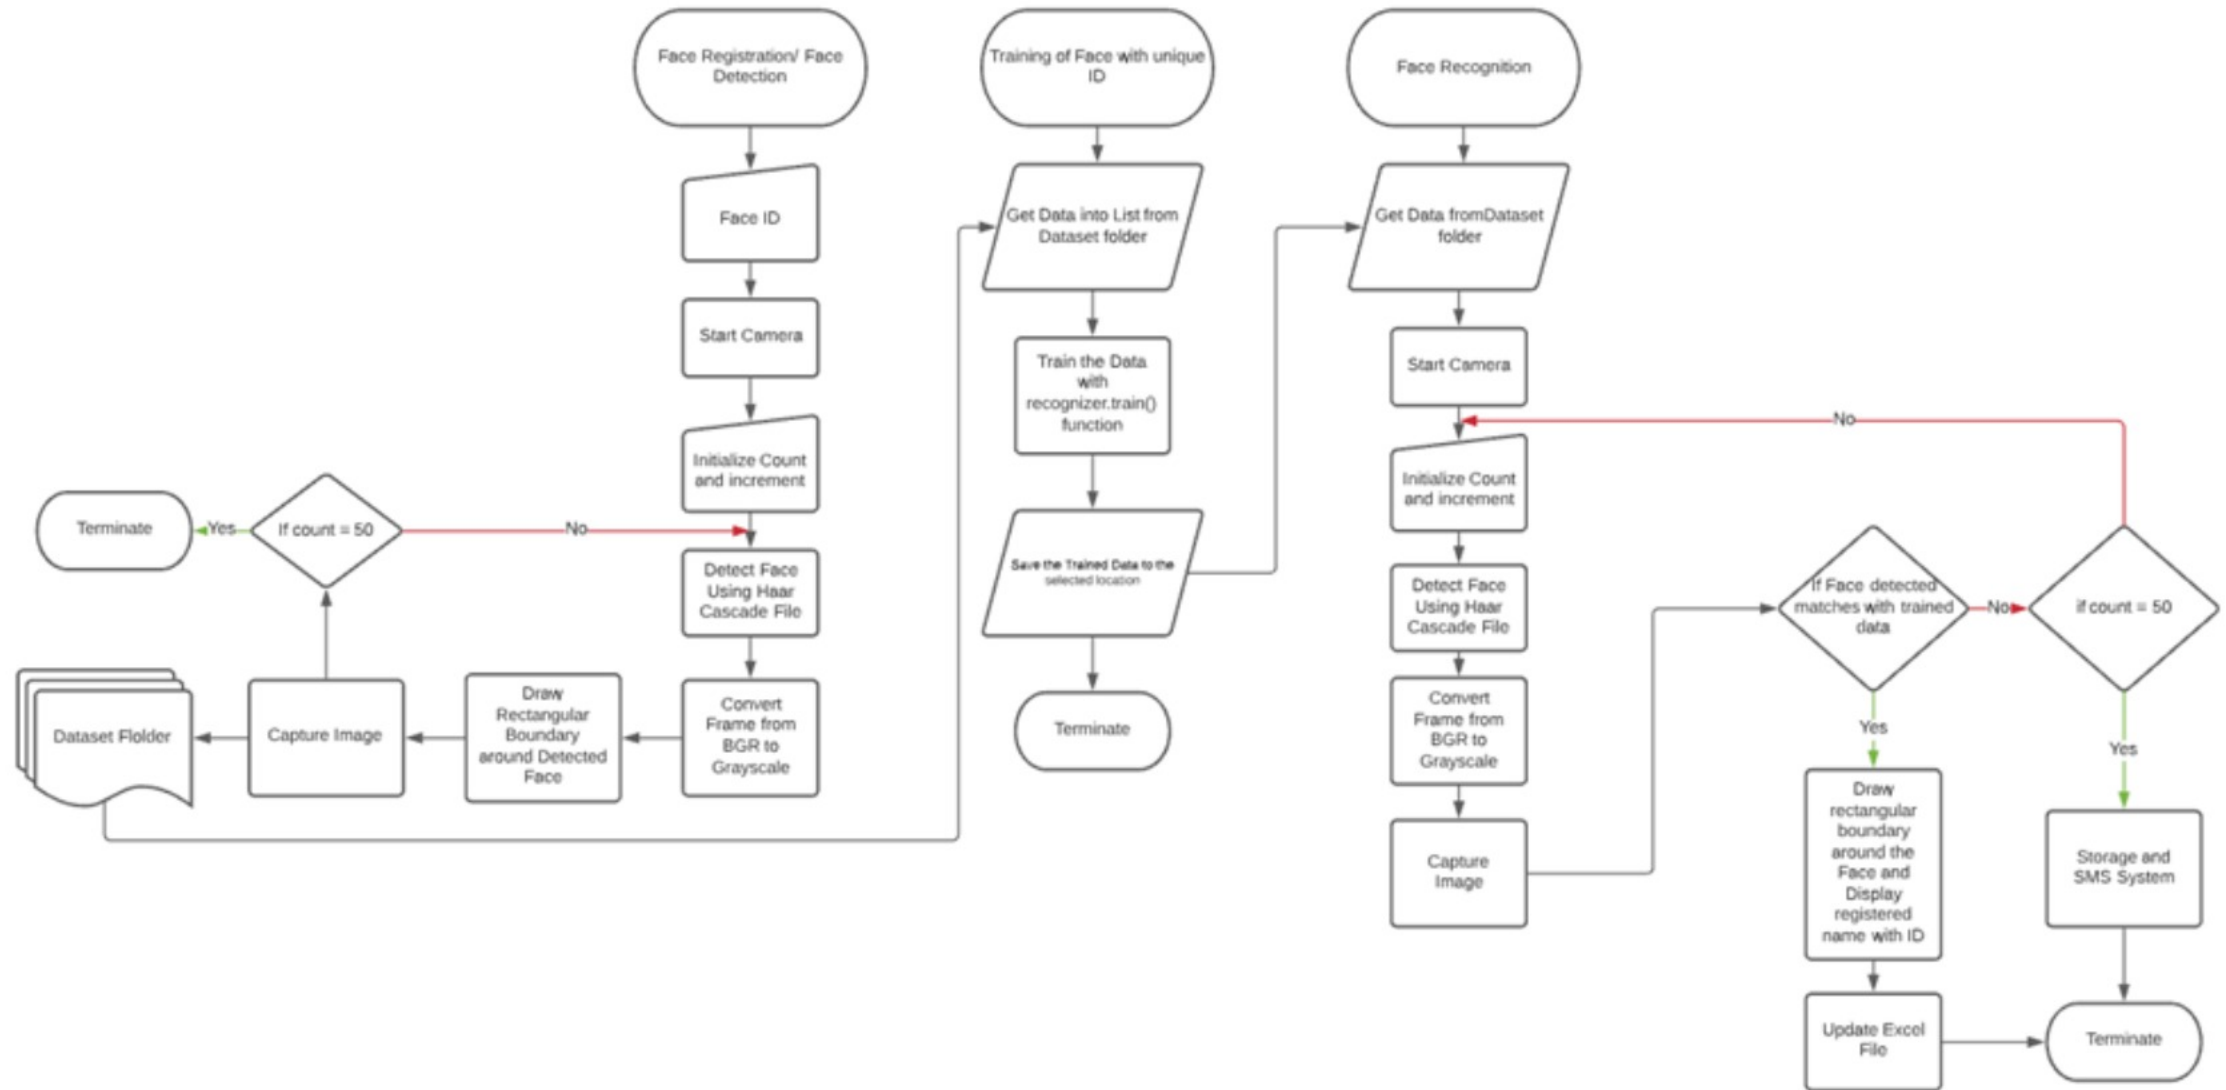 Face Registration/ Face
Detection
Face ID
Start Camera
Initialize Count
and increment
Detect Face
Using Haar
Cascade File
Convert
Frame from
BGR to
Grayscale
Draw
Rectangular
Boundary
around Detected
Face
Capture Image
Dataset Flolder
If count = 50
No
Yes
Terminate
Training of Face with unique
ID
Get Data into List from
Dataset folder
Train the Data
with
recognizer.train()
function
Save the Trained Data to the
selected location
Terminate
Face Recognition
Get Data fromDataset
folder
Start Camera
Initialize Count
and increment
Detect Face
Using Haar
Cascade File
Convert
Frame from
BGR to
Grayscale
Capture
Image
If Face detected
matches with trained
data
No
if count = 50
No
Yes
Draw
rectangular
boundary
around the
Face and
Display
registered
name with ID
Update Excel
File
Yes
Storage and
SMS System
Terminate